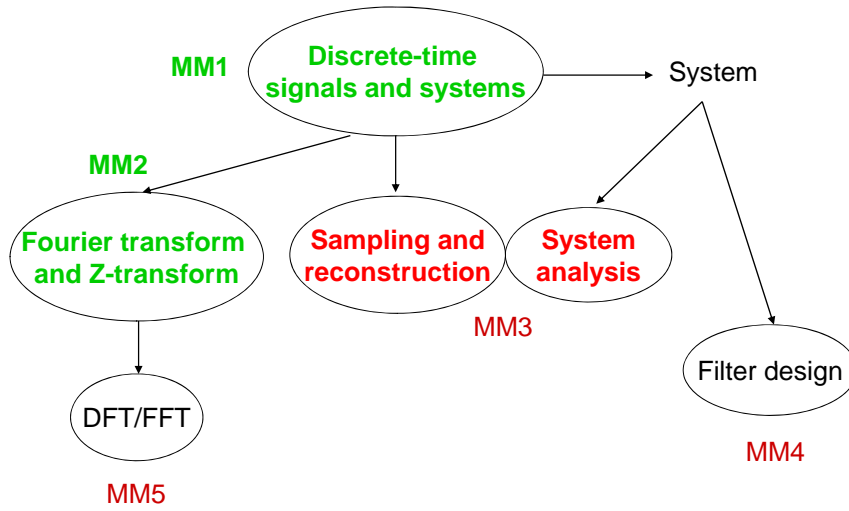 MM1
Discrete-time
signals and systems
System
MM2
Fourier transform
and Z-transform
Sampling and
reconstruction
System
analysis
MM3
Filter design
DFT/FFT
MM4
MM5